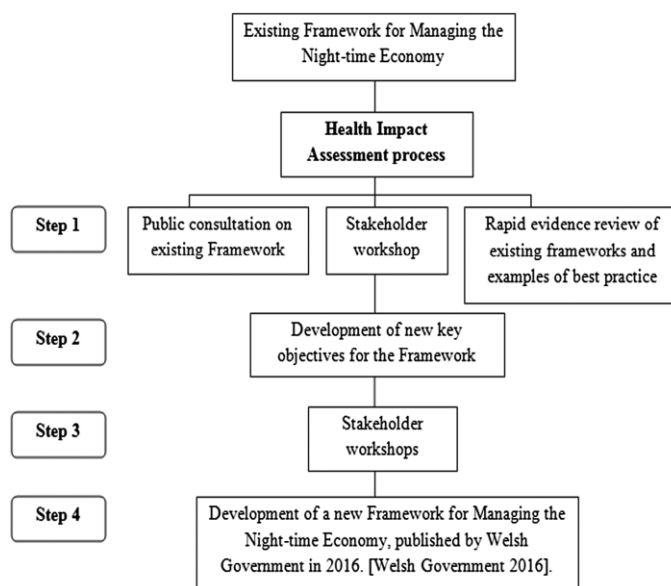 Existing Framework for Managing the
Night-time Economy
Health Impact
Assessment process
Step 1
Public consultation on
existing Framework
Stakeholder
workshop
Rapid evidence review of
existing frameworks and
examples of best practice
Step 2
Development of new key
objectives for the Framework
Step 3
Stakeholder
workshops
Step 4
Development of a new Framework for Managing the
Night-time Economy, published by Welsh
Government in 2016. [Welsh Government 2016].